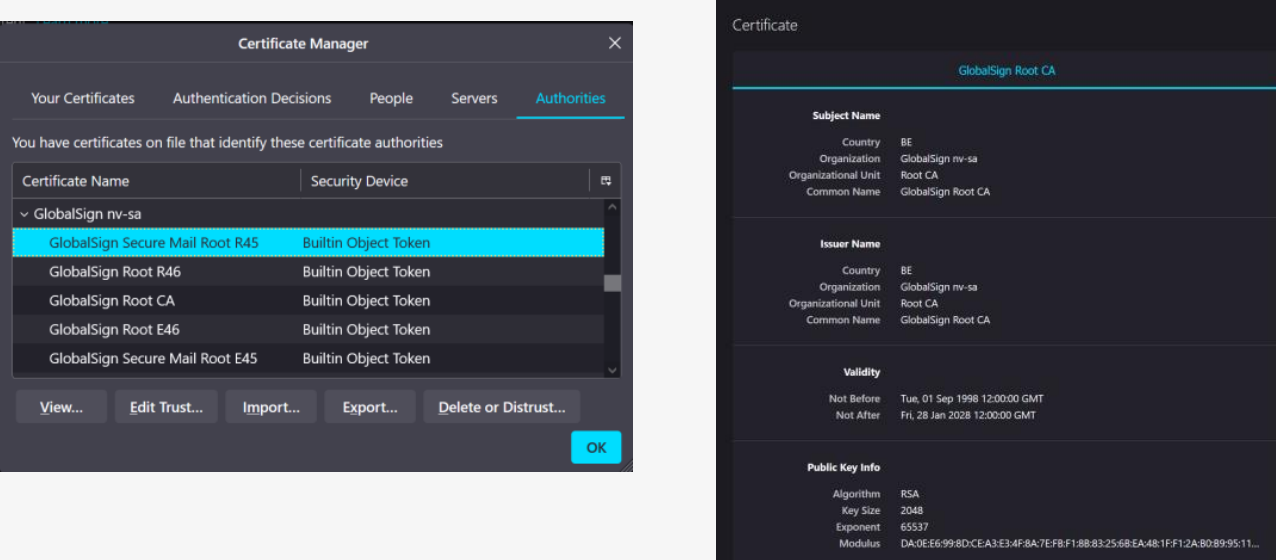 Certificate Manager
Your Certificates Authentication Decisions People Servers Authorities
You have certificates on file that identify these certificate authorities
Certificate Name Security Device
GlobalSign nv-sa
GlobalSign Secure Mail Root R45 Builtin Object Token
GlobalSign Root R46 Builtin Object Token
GlobalSign Root CA Builtin Object Token
GlobalSign Root E46 Builtin Object Token
GlobalSign Secure Mail Root E45 Builtin Object Token
View... Edit Trust... Import... Export... Delete or Distrust...
OK
Certificate
GlobalSign Root CA
Subject Name
Country BE
Organization GlobalSign nv-sa
Organizational Unit Root CA
Common Name GlobalSign Root CA
Issuer Name
Country BE
Organization GlobalSign nv-sa
Organizational Unit Root CA
Common Name GlobalSign Root CA
Validity
Not Before Tue, 01 Sep 1998 12:00:00 GMT
Not After Fri, 28 Jan 2028 12:00:00 GMT
Public Key Info
Algorithm RSA
Key Size 2048
Exponent 65537
Modulus DA:0E:E6:99:8D:CE:A3:E3:4F:8A:7E:FB:F1:8B:83:25:6B:EA:48:1F:F1:2A:B0:B9:95:11...